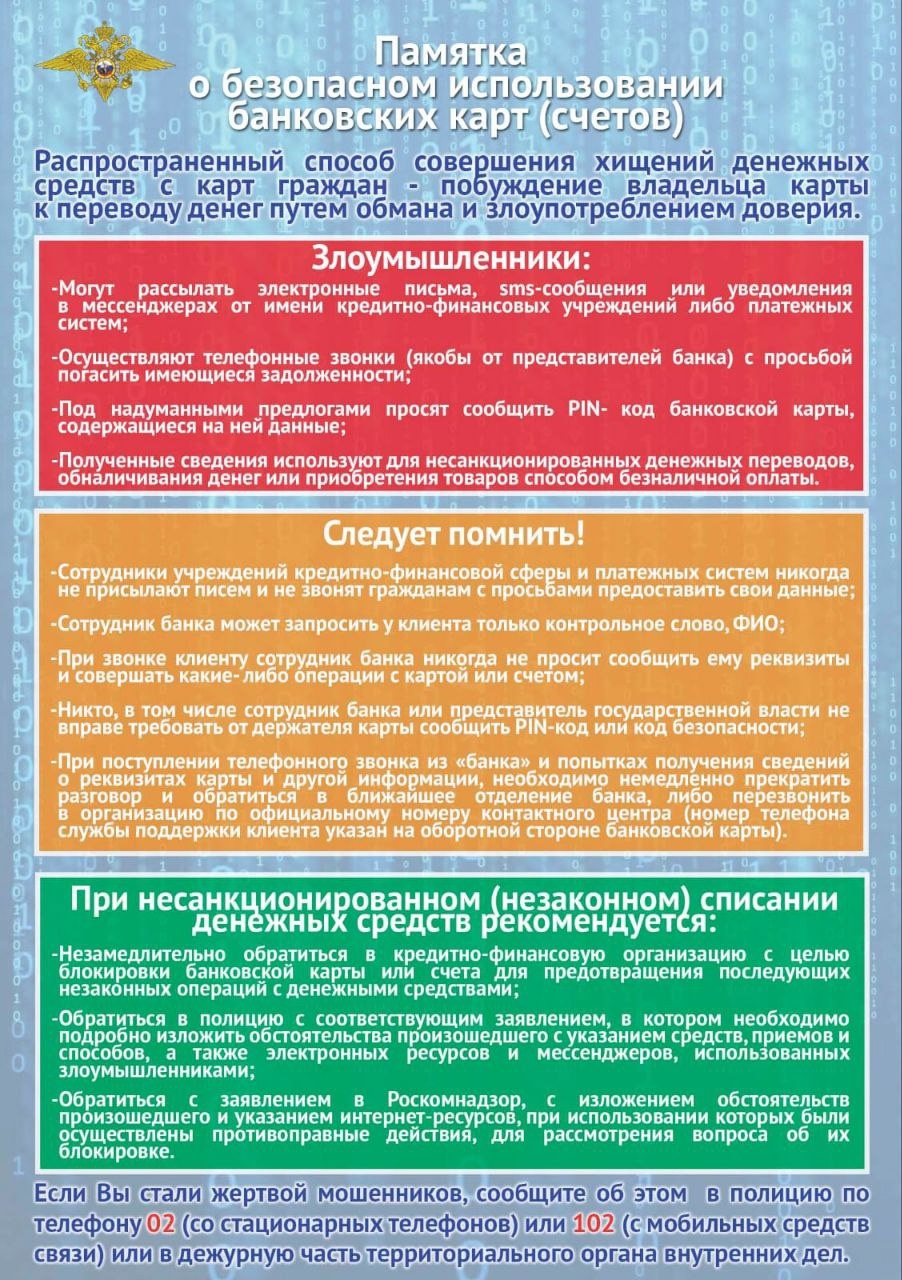 Памятка
о безопасном использовании
банковских карт (счетов)
Распространенный способ совершения хищений денежных
средств с карт граждан - побуждение владельца карты
к переводу денег путем обмана и злоупотреблением доверия.
Злоумышленники:
-Могут рассылать электронные письма, sms-сообщения или уведомления
в мессенджерах от имени кредитно-финансовых учреждений либо платежных
систем;
-Осуществляют телефонные звонки (якобы от представителей банка) с просьбой
погасить имеющиеся задолженности;
-Под надуманными предлогами просят сообщить PIN- код банковской карты,
содержащиеся на ней данные;
-Полученные сведения используют для несанкционированных денежных переводов,
обналичивания денег или приобретения товаров способом безналичной оплаты.
Следует помнить!
-Сотрудники учреждений кредитно-финансовой сферы и платежных систем никогда
не присылают писем и не звонят гражданам с просьбами предоставить свои данные;
-Сотрудник банка может запросить у клиента только контрольное слово, ФИО;
-При звонке клиенту сотрудник банка никогда не просит сообщить ему реквизиты
и совершать какие-либо операции с картой или счетом;
-Никто, в том числе сотрудник банка или представитель государственной власти не
вправе требовать от держателя карты сообщить PIN-код или код безопасности;
-При поступлении телефонного звонка из «банка» и попытках получения сведений
о реквизитах карты и другой информации, необходимо немедленно прекратить
разговор и обратиться в ближайшее отделение банка, либо перезвонить
в организацию по официальному номеру контактного центра (номер телефона
службы поддержки клиента указан на оборотной стороне банковской карты).
При несанкционированном (незаконном) списании
денежных средств рекомендуется:
-Незамедлительно обратиться в кредитно-финансовую организацию с целью
блокировки банковской карты или счета для предотвращения последующих
незаконных операций с денежными средствами;
-Обратиться в полицию с соответствующим заявлением, в котором необходимо
подробно изложить обстоятельства произошедшего с указанием средств, приемов и
способов, а также электронных ресурсов и мессенджеров, использованных
злоумышленниками;
-Обратиться с заявлением в Роскомнадзор, с изложением обстоятельств
произошедшего и указанием интернет-ресурсов, при использовании которых были
осуществлены противоправные действия, для рассмотрения вопроса об их
блокировке.
Если Вы стали жертвой мошенников, сообщите об этом в полицию по
телефону 02 (со стационарных телефонов) или 102 (с мобильных средств
связи) или в дежурную часть территориального органа внутренних дел.